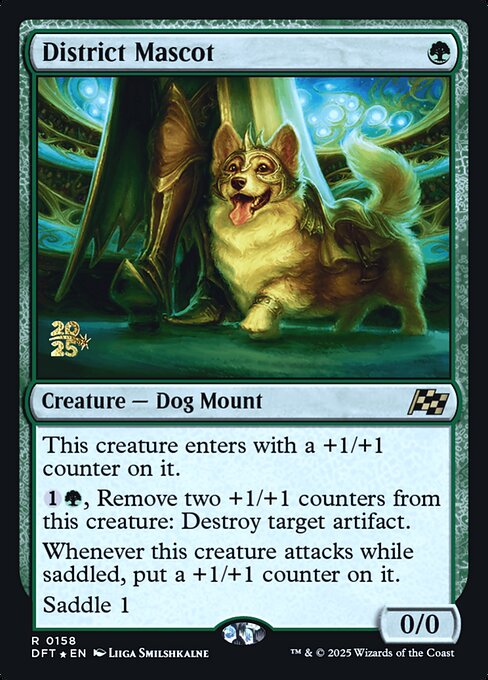 District Mascot
20
25
Creature — Dog Mount
This creature enters with a +1/+1
counter on it.
1, Remove two +1/+1 counters from
this creature: Destroy target artifact.
Whenever this creature attacks while
saddled, put a +1/+1 counter on it.
Saddle 1
0/0
R 0158
DFT ★ EN LIIGA SMILSHKALNE
™ & © 2025 Wizards of the Coast